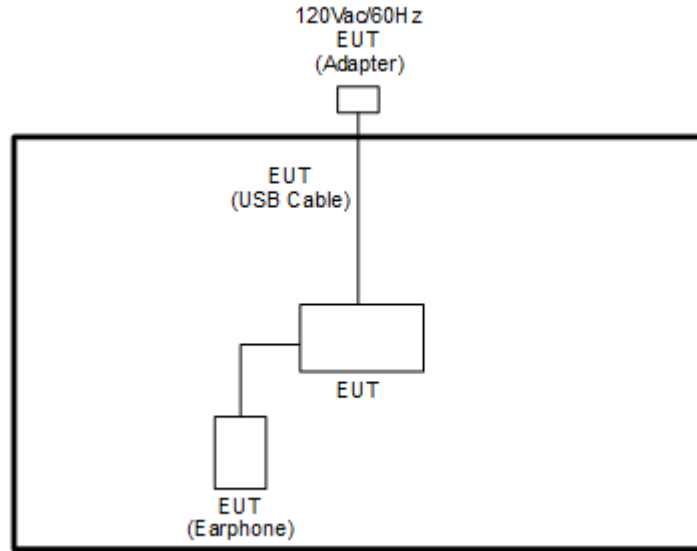 120Vac/60Hz
EUT
(Adapter)
EUT
(USB Cable)
EUT
EUT
(Earphone)